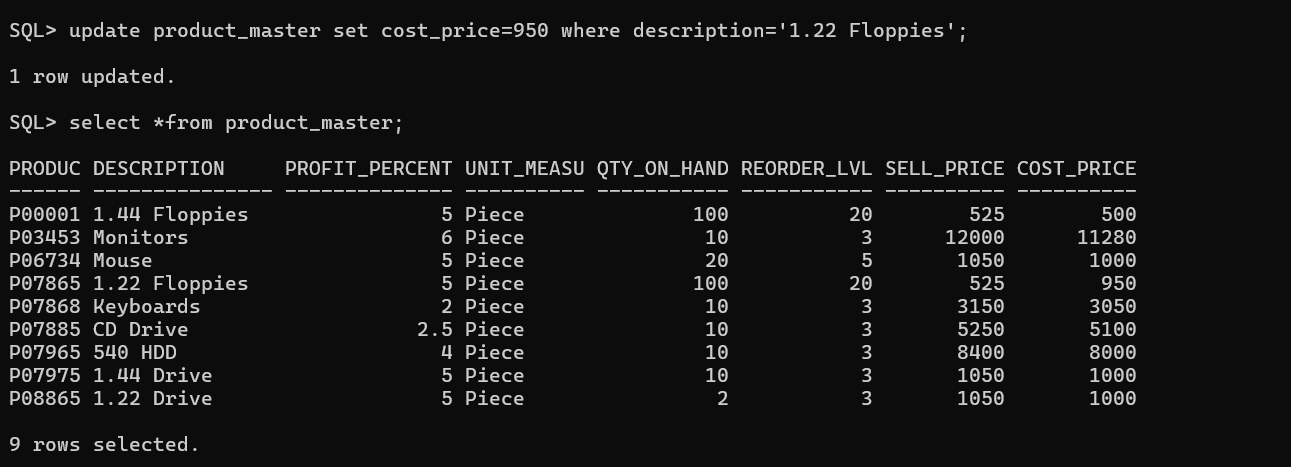 SQL> update product_master set cost_price=950 where description='1.22 Floppies';
1 row updated.
SQL> select *from product_master;
PRODUC DESCRIPTION     PROFIT_PERCENT UNIT_MEASU QTY_ON_HAND REORDER_LVL SELL_PRICE COST_PRICE
------ --------------- -------------- ---------- ----------- ----------- ---------- ----------
P00001 1.44 Floppies                5 Piece              100          20        525        500
P03453 Monitors                     6 Piece               10           3      12000      11280
P06734 Mouse                        5 Piece               20           5       1050       1000
P07865 1.22 Floppies                5 Piece              100          20        525        950
P07868 Keyboards                    2 Piece               10           3       3150       3050
P07885 CD Drive                   2.5 Piece               10           3       5250       5100
P07965 540 HDD                      4 Piece               10           3       8400       8000
P07975 1.44 Drive                   5 Piece               10           3       1050       1000
P08865 1.22 Drive                   5 Piece                2           3       1050       1000
9 rows selected.